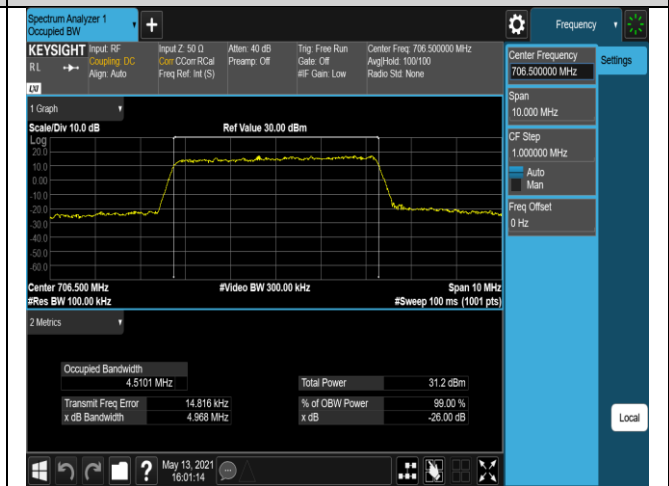 Spectrum Analyzer 1
Occupied BW
+
Frequency
KEYSIGHT
RL
LXI
Input: RF
Coupling: DC
Align: Auto
Input Z: 50 Ω
Corr CCorr RCal
Freq Ref: Int (S)
Atten: 40 dB
Preamp: Off
Trig: Free Run
Gate: Off
#IF Gain: Low
Center Freq: 706.500000 MHz
Avg|Hold: 100/100
Radio Std: None
Center Frequency
706.500000 MHz
Settings
Span
10.000 MHz
CF Step
1.000000 MHz
Auto
Man
Freq Offset
0 Hz
Local
1 Graph
Scale/Div 10.0 dB
Ref Value 30.00 dBm
Log
20.0
10.0
0.00
-10.0
-20.0
-30.0
-40.0
-50.0
-60.0
Center 706.500 MHz
#Video BW 300.00 kHz
Span 10 MHz
#Res BW 100.00 kHz
#Sweep 100 ms (1001 pts)
2 Metrics
Occupied Bandwidth
4.5101 MHz
Total Power 31.2 dBm
Transmit Freq Error 14.816 kHz
% of OBW Power 99.00 %
x dB Bandwidth 4.968 MHz
x dB -26.00 dB
?
May 13, 2021
16:01:14